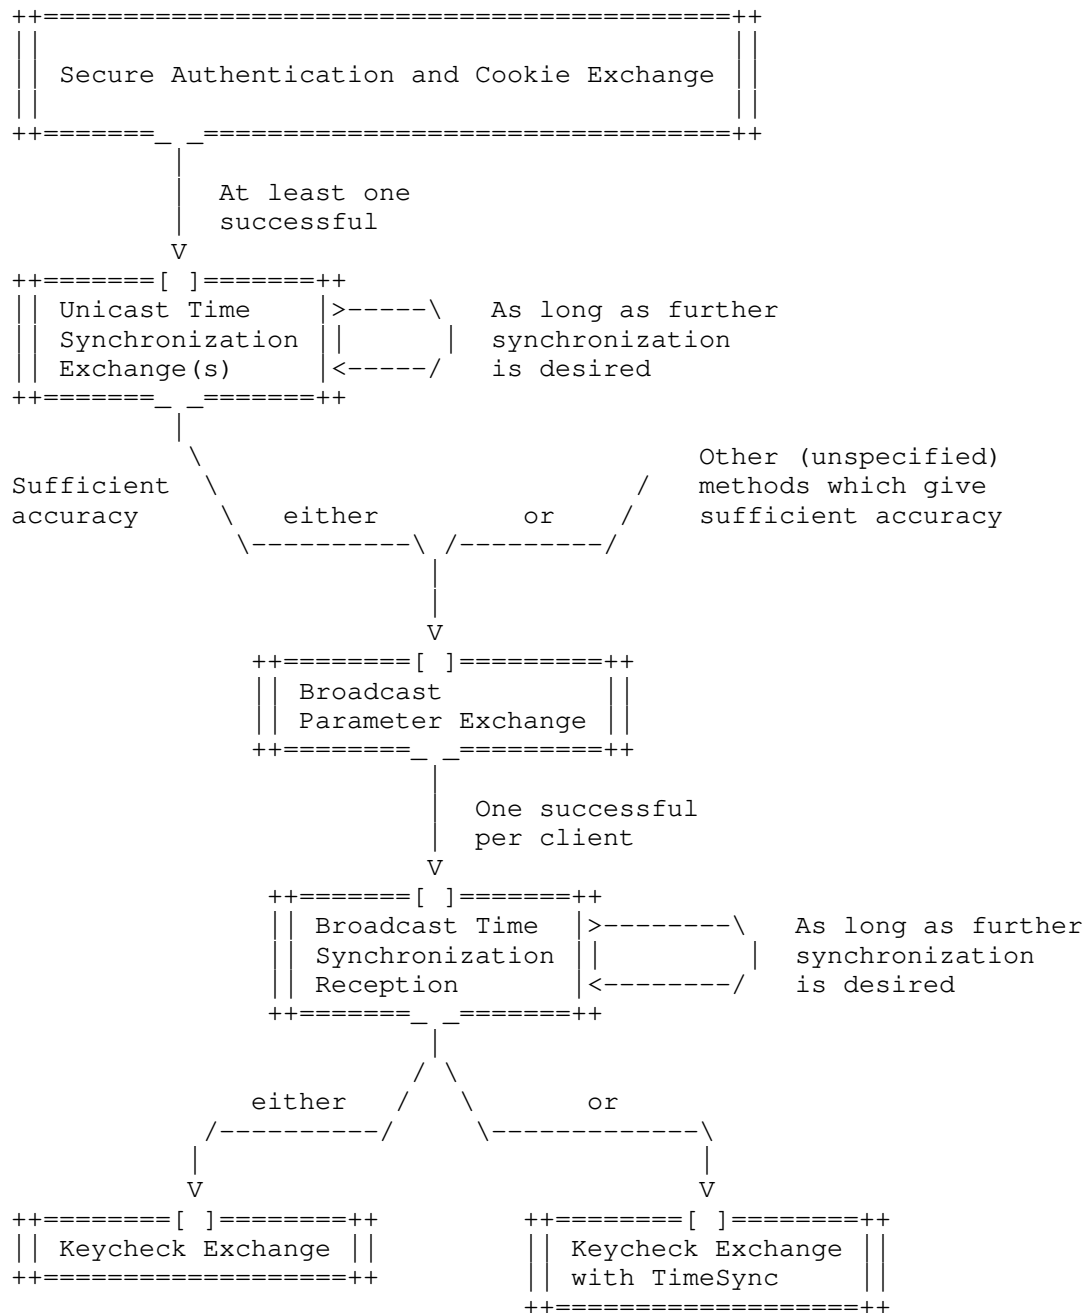 Secure Authentication and Cookie Exchange
At least one
successful
V
Unicast Time
Synchronization
Exchange(s)
As long as further
synchronization
is desired
Sufficient
accuracy
either
or
Other (unspecified)
methods which give
sufficient accuracy
V
Broadcast
Parameter Exchange
One successful
per client
V
Broadcast Time
Synchronization
Reception
As long as further
synchronization
is desired
either
or
V
V
Keycheck Exchange
Keycheck Exchange
with TimeSync